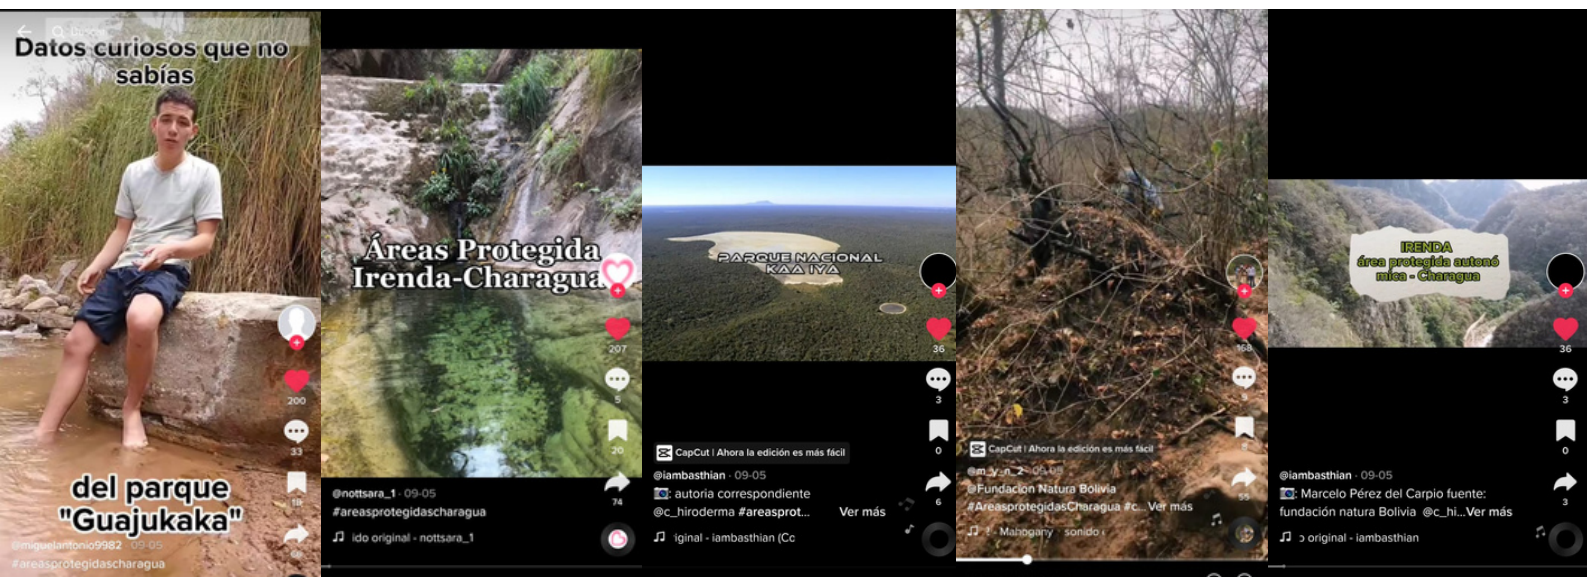 Datos curiosos que no
sabías
del parque
"Guajukaka"
@miguelantonio9982 · 09-05
#areasprotegidascharagua
200
33
Áreas Protegida
Irenda-Charagua
207
5
20
74
@nottsara_1 · 09-05
#areasprotegidascharagua
ido original - nottsara_1
PARQUE NACIONAL
KAA IYA
36
3
0
6
CapCut | Ahora la edición es más fácil
@iambasthian · 09-05
: autoria correspondiente
@c_hiroderma #areasprot... Ver más
iginal - iambasthian (Co
168
55
CapCut | Ahora la edición es más fácil
@m_y_n_2 · 09-05
@Fundacion Natura Bolivia
#AreasprotegidasCharagua #c... Ver más
! - Mahogany sonido
IRENDA
área protegida autonó
mica - Charagua
36
3
0
3
@iambasthian · 09-05
: Marcelo Pérez del Carpio fuente:
fundación natura Bolivia @c_hi...Ver más
o original - iambasthian